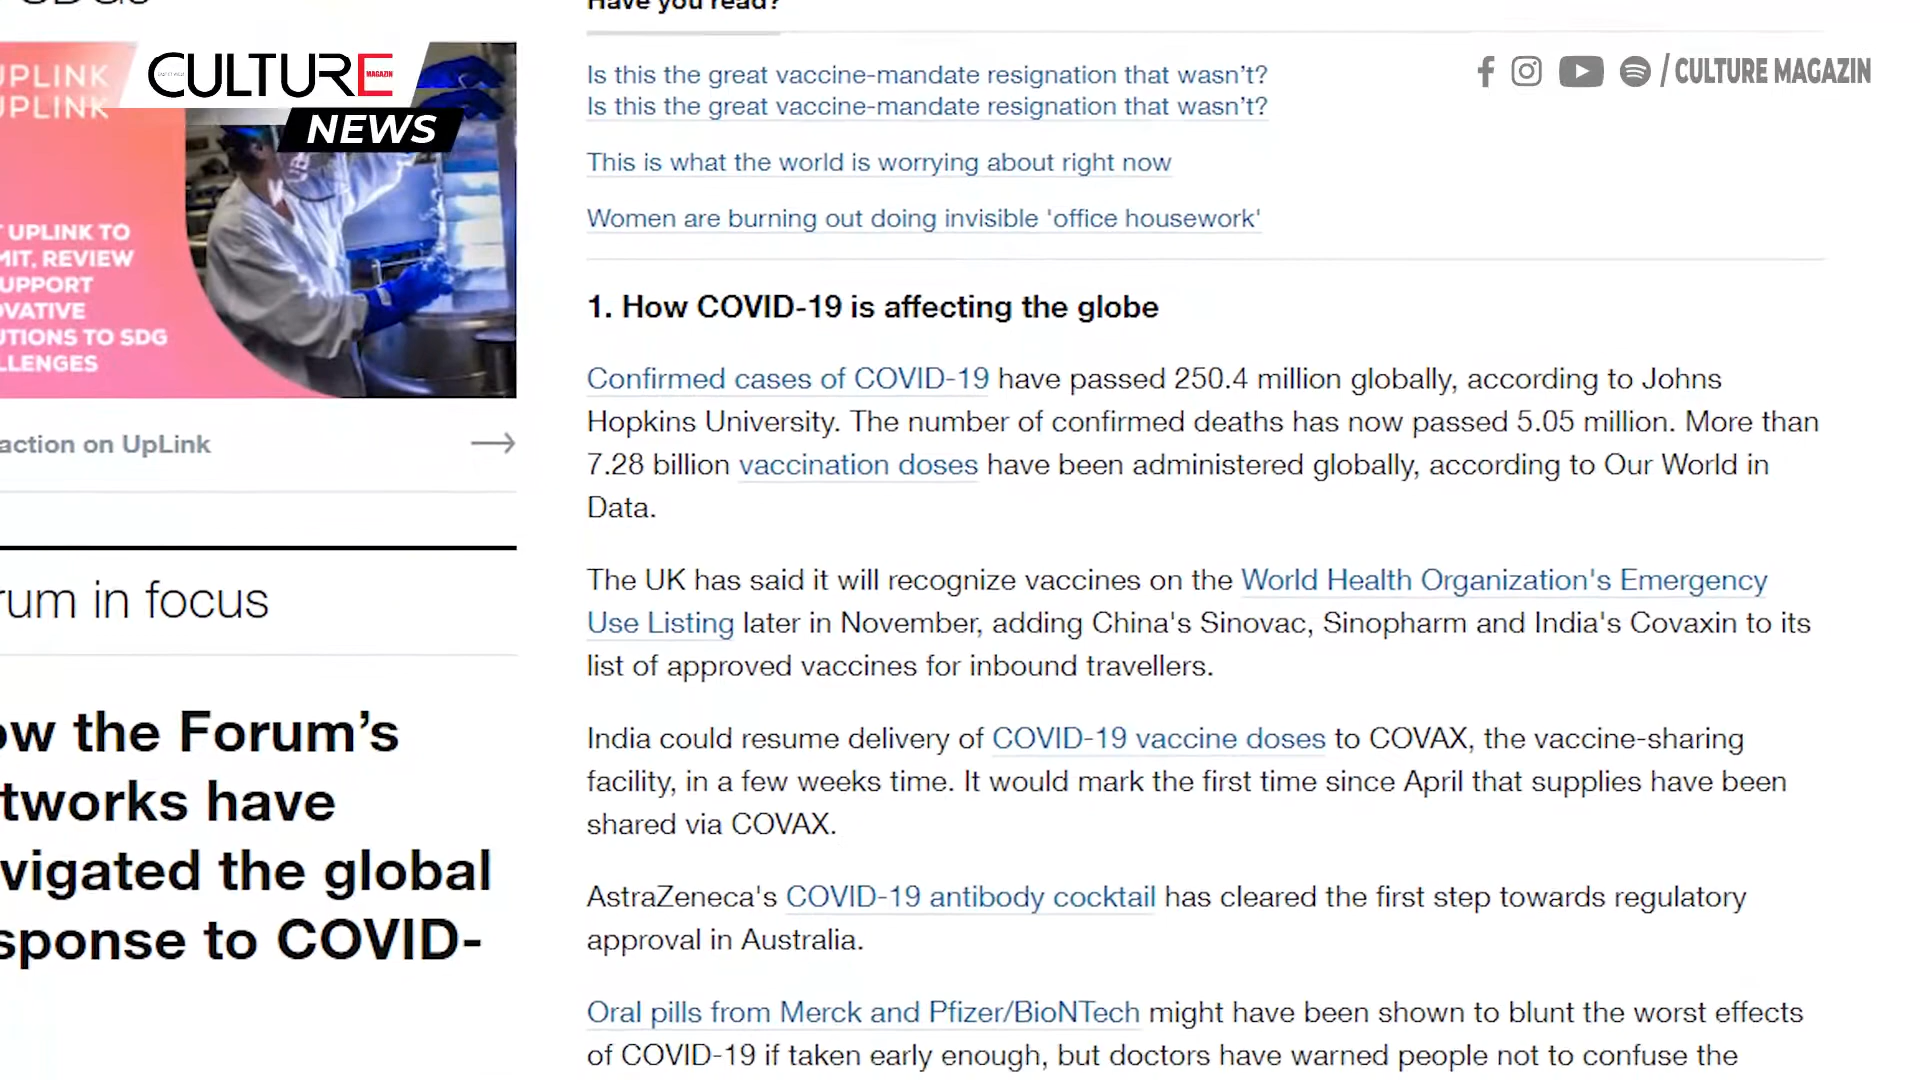 SDGs
UPLINK
UPLINK
UPLINK TO
MIT, REVIEW
UPPORT
OVATIVE
UTIONS TO SDG
LLENGES
action on UpLink
rum in focus
ow the Forum's
tworks have
vigated the global
sponse to COVID-
CULTURE
MAGAZIN
NEWS
/ CULTURE MAGAZIN
Have you read?
Is this the great vaccine-mandate resignation that wasn't?
Is this the great vaccine-mandate resignation that wasn't?
This is what the world is worrying about right now
Women are burning out doing invisible 'office housework'
1. How COVID-19 is affecting the globe
Confirmed cases of COVID-19 have passed 250.4 million globally, according to Johns
Hopkins University. The number of confirmed deaths has now passed 5.05 million. More than
7.28 billion vaccination doses have been administered globally, according to Our World in
Data.
The UK has said it will recognize vaccines on the World Health Organization's Emergency
Use Listing later in November, adding China's Sinovac, Sinopharm and India's Covaxin to its
list of approved vaccines for inbound travellers.
India could resume delivery of COVID-19 vaccine doses to COVAX, the vaccine-sharing
facility, in a few weeks time. It would mark the first time since April that supplies have been
shared via COVAX.
AstraZeneca's COVID-19 antibody cocktail has cleared the first step towards regulatory
approval in Australia.
Oral pills from Merck and Pfizer/BioNTech might have been shown to blunt the worst effects
of COVID-19 if taken early enough, but doctors have warned people not to confuse the